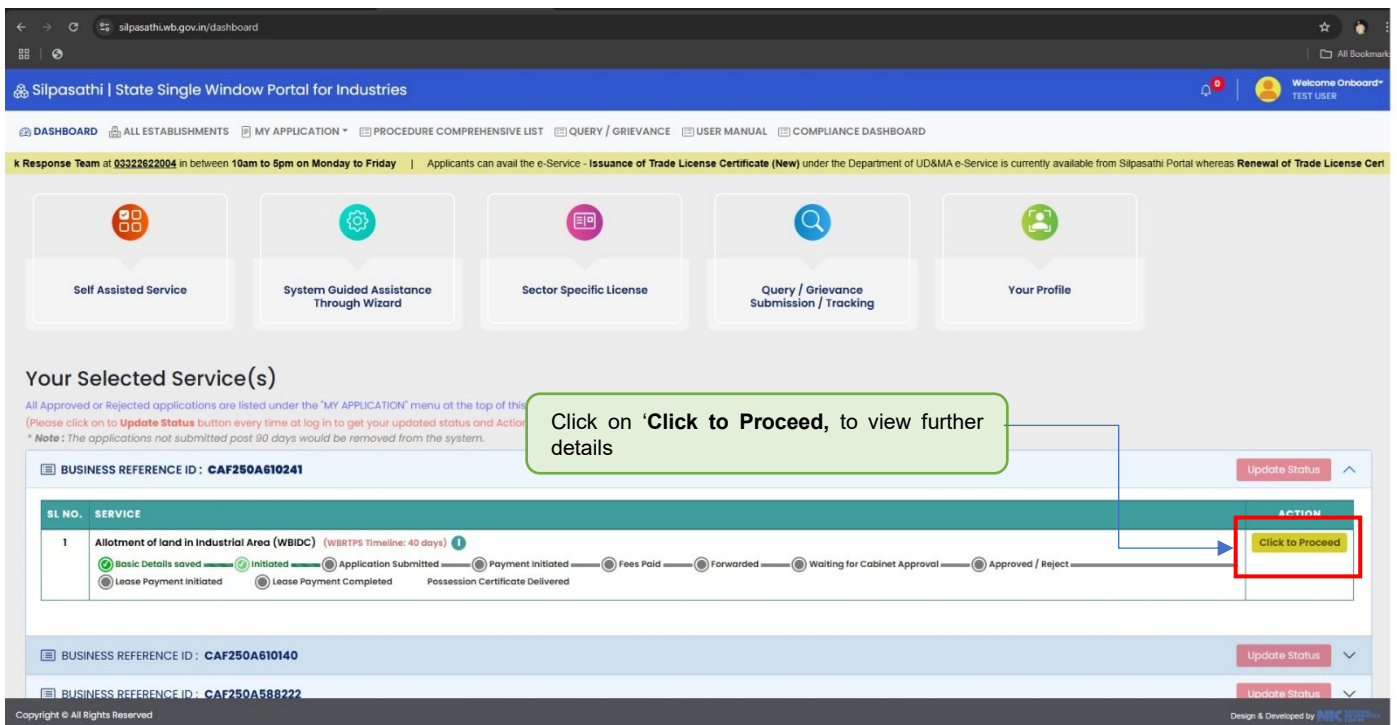 silpasathi.wb.gov.in/dashboard
All Bookmark
Silpasathi | State Single Window Portal for Industries
0
Welcome Onboard
TEST USER
DASHBOARD ALL ESTABLISHMENTS MY APPLICATION PROCEDURE COMPREHENSIVE LIST QUERY / GRIEVANCE USER MANUAL COMPLIANCE DASHBOARD
k Response Team at 03322622004 in between 10am to 5pm on Monday to Friday | Applicants can avail the e-Service - Issuance of Trade License Certificate (New) under the Department of UD&MA e-Service is currently available from Silpasathi Portal whereas Renewal of Trade License Cert
Self Assisted Service
System Guided Assistance
Through Wizard
Sector Specific License
Query / Grievance
Submission / Tracking
Your Profile
Your Selected Service(s)
All Approved or Rejected applications are listed under the "MY APPLICATION" menu at the top of this
(Please click on to Update Status button every time at log in to get your updated status and Action
* Note : The applications not submitted post 90 days would be removed from the system.
Click on ‘Click to Proceed, to view further
details
BUSINESS REFERENCE ID : CAF250A610241
Update Status
SL NO. SERVICE ACTION
1 Allotment of land in Industrial Area (WBIDC) (WBRTPS Timeline: 40 days) Click to Proceed
Basic Details saved Initiated Application Submitted Payment Initiated Fees Paid Forwarded Waiting for Cabinet Approval Approved / Reject
Lease Payment Initiated Lease Payment Completed Possession Certificate Delivered
BUSINESS REFERENCE ID : CAF250A610140
Update Status
BUSINESS REFERENCE ID : CAF250A588222
Update Status
Copyright © All Rights Reserved
Design & Developed by NIC